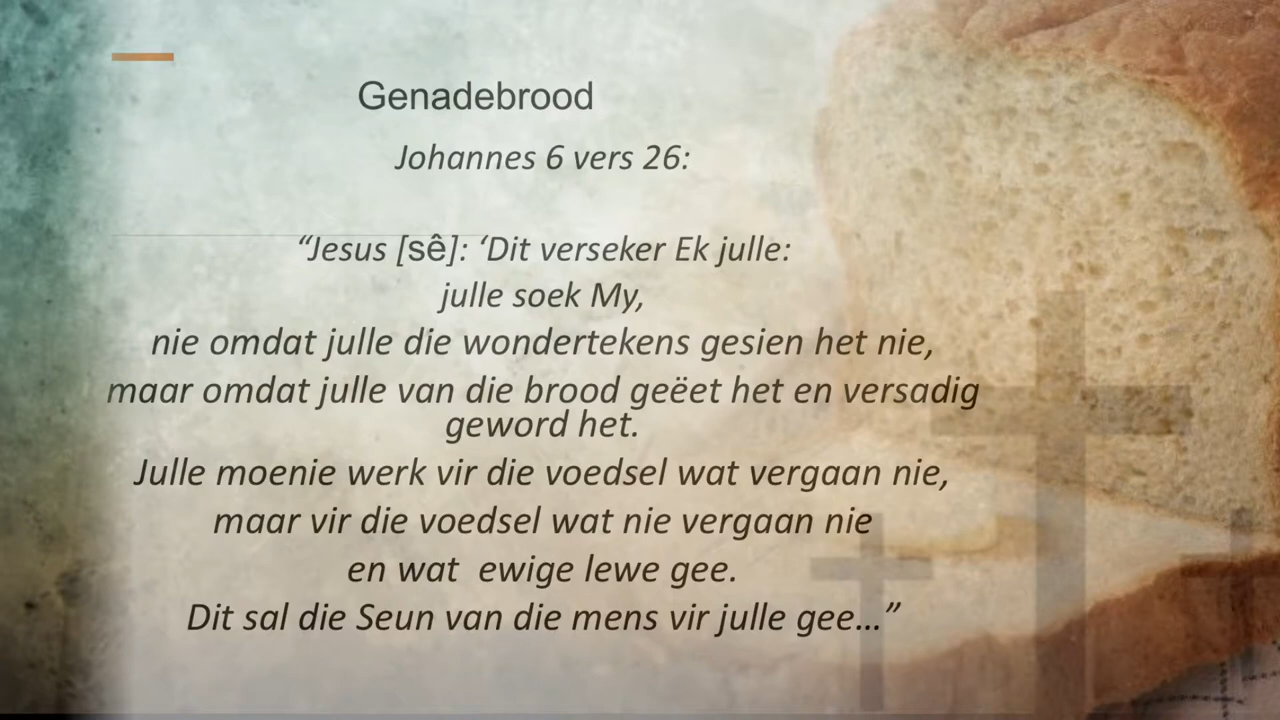 Genadebrood
Johannes 6 vers 26:
“Jesus [sê]: ‘Dit verseker Ek julle:
julle soek My,
nie omdat julle die wondertekens gesien het nie,
maar omdat julle van die brood geëet het en versadig
geword het.
Julle moenie werk vir die voedsel wat vergaan nie,
maar vir die voedsel wat nie vergaan nie
en wat  ewige lewe gee.
Dit sal die Seun van die mens vir julle gee…”